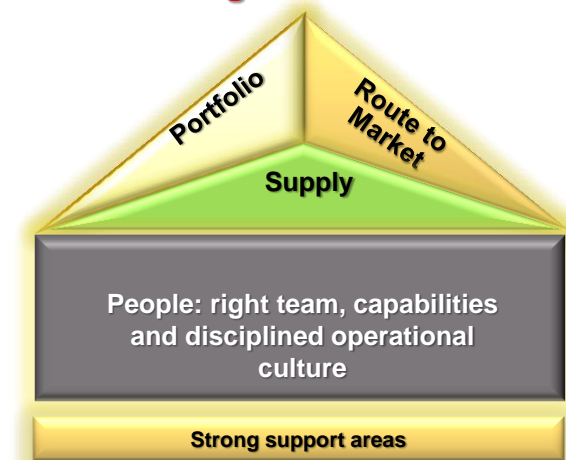 Portfolio
Route to
Market
Supply
People: right team, capabilities
and disciplined operational
culture
Strong support areas